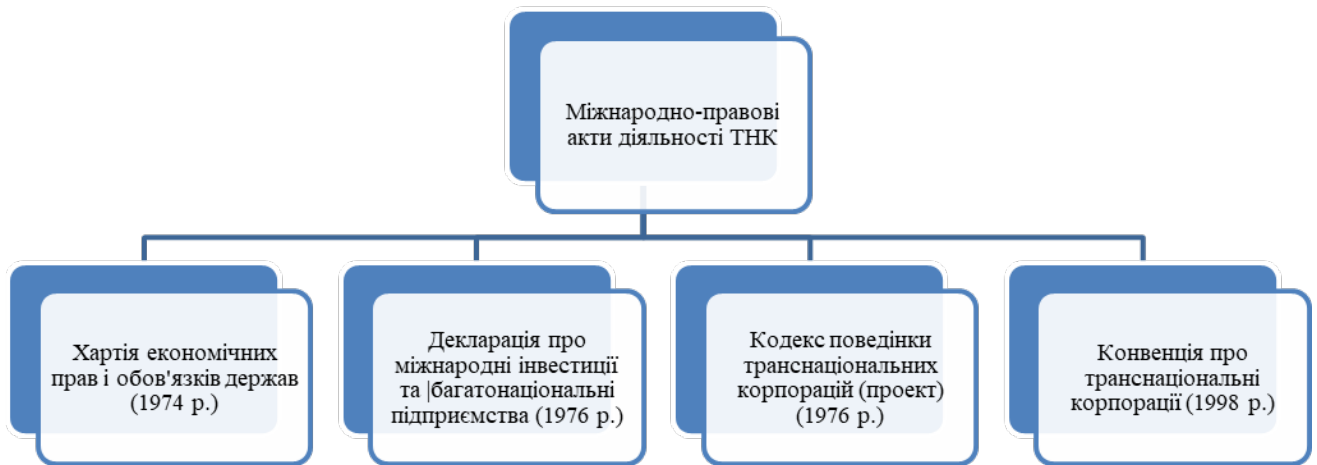 Міжнародно-правові
акти діяльності ТНК
Хартія економічних
прав і обов'язків держав
(1974 р.)
Декларація про
міжнародні інвестиції
та |багатонаціональні
підприємства (1976 р.)
Кодекс поведінки
транснаціональних
корпорацій (проект)
(1976 р.)
Конвенція про
транснаціональні
корпорації (1998 р.)